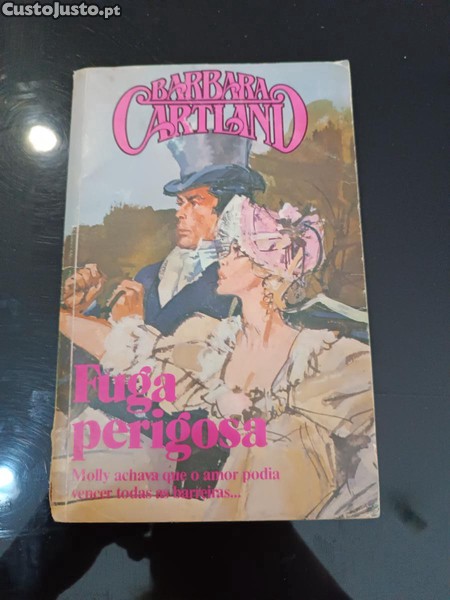 CustoJusto.pt
BARBARA
CARTLAND
Fuga
perigosa
Molly achava que o amor podia
vencer todas as barreiras...